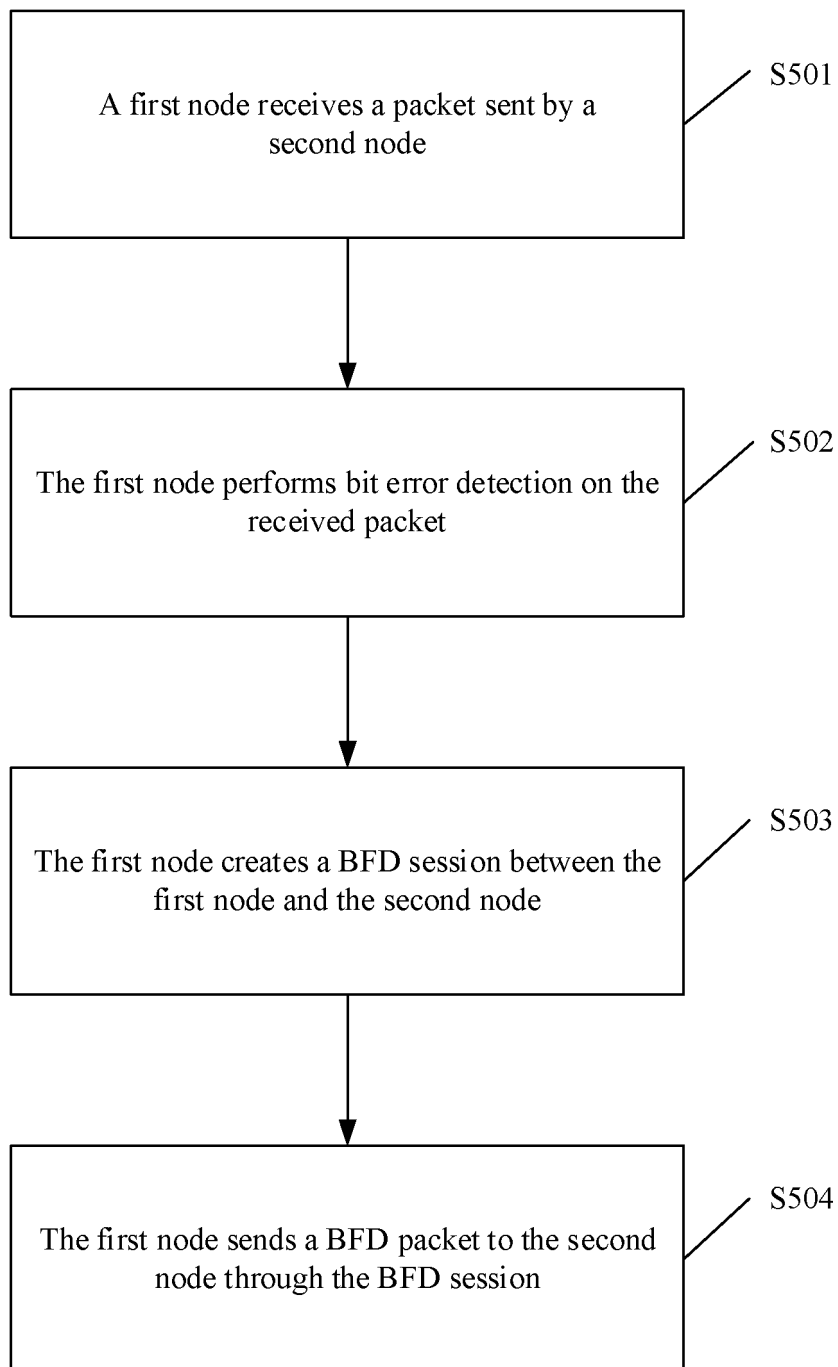 A first node receives a packet sent by a
second node
S501
The first node performs bit error detection on the
received packet
S502
The first node creates a BFD session between the
first node and the second node
S503
The first node sends a BFD packet to the second
node through the BFD session
S504